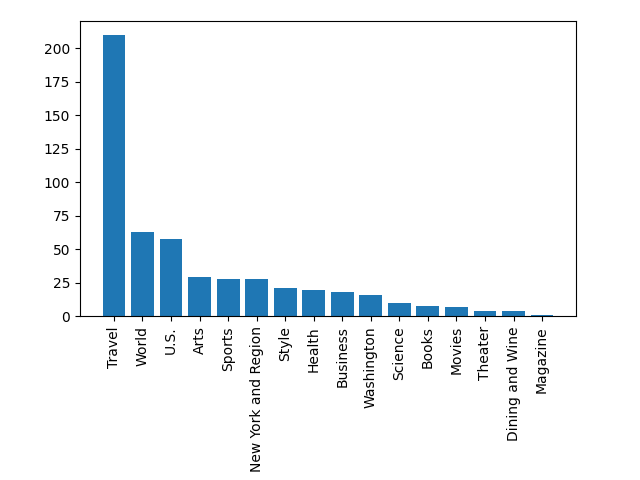 200
175
150
125
100
75
50
25
0
Travel
World
U.S.
Arts
Sports
New York and Region
Style
Health
Business
Washington
Science
Books
Movies
Theater
Dining and Wine
Magazine